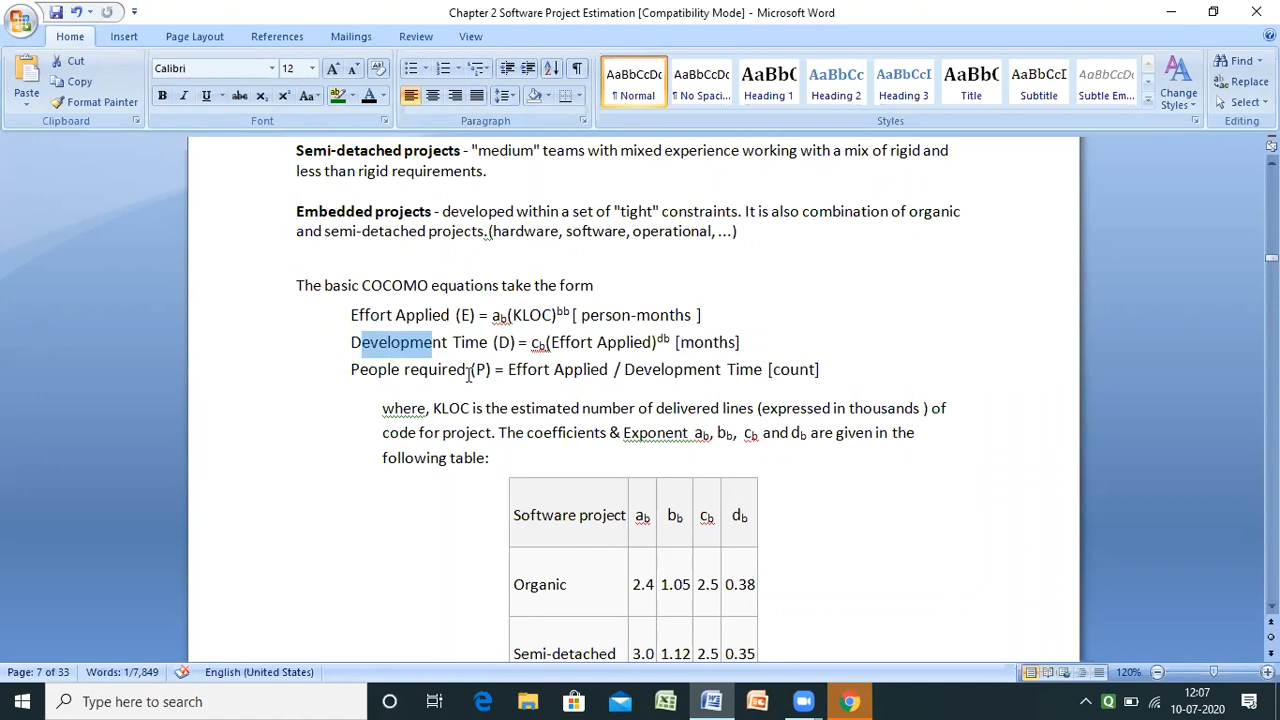 Chapter 2 Software Project Estimation [Compatibility Mode] - Microsoft Word
Home Insert Page Layout References Mailings Review View
Paste
Cut
Copy
Format Painter
Clipboard
Calibri 12
B I U abc x₂ x² Aa
Font
Paragraph
AaBbCcDc AaBbCcDc AaBbC AaBbCc AaBbCcI AaBbC AaBbCcI AaBbCcDc
¶ Normal ¶ No Spaci... Heading 1 Heading 2 Heading 3 Title Subtitle Subtle Em...
Change Styles
Styles
Find
Replace
Select
Editing
Semi-detached projects - "medium" teams with mixed experience working with a mix of rigid and
less than rigid requirements.
Embedded projects - developed within a set of "tight" constraints. It is also combination of organic
and semi-detached projects.(hardware, software, operational, ...)
The basic COCOMO equations take the form
Effort Applied (E) = ab(KLOC)bb [ person-months ]
Development Time (D) = cb(Effort Applied)db [months]
People required (P) = Effort Applied / Development Time [count]
where, KLOC is the estimated number of delivered lines (expressed in thousands ) of
code for project. The coefficients & Exponent ab, bb, cb and db are given in the
following table:
Software project ab bb cb db
Organic 2.4 1.05 2.5 0.38
Semi-detached 3.0 1.12 2.5 0.35
Page: 7 of 33 Words: 1/7,849 English (United States) 120%
Type here to search
12:07
10-07-2020